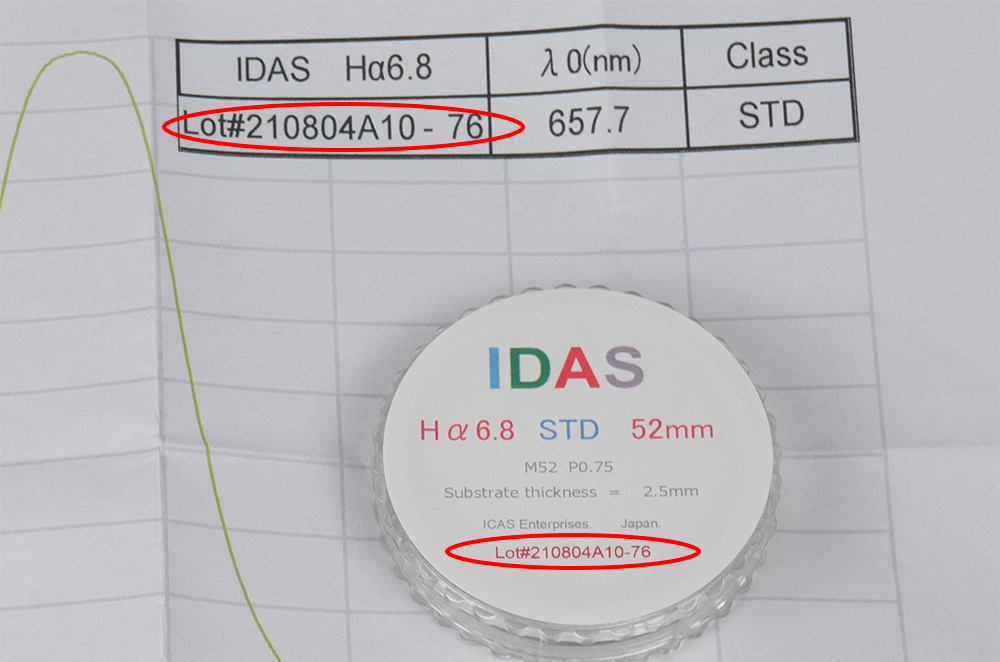 IDAS Hα6.8 λ0(nm) Class
Lot#210804A10 - 76 657.7 STD
IDAS
Hα6.8 STD 52mm
M52 P0.75
Substrate thickness = 2.5mm
ICAS Enterprises. Japan.
Lot#210804A10-76